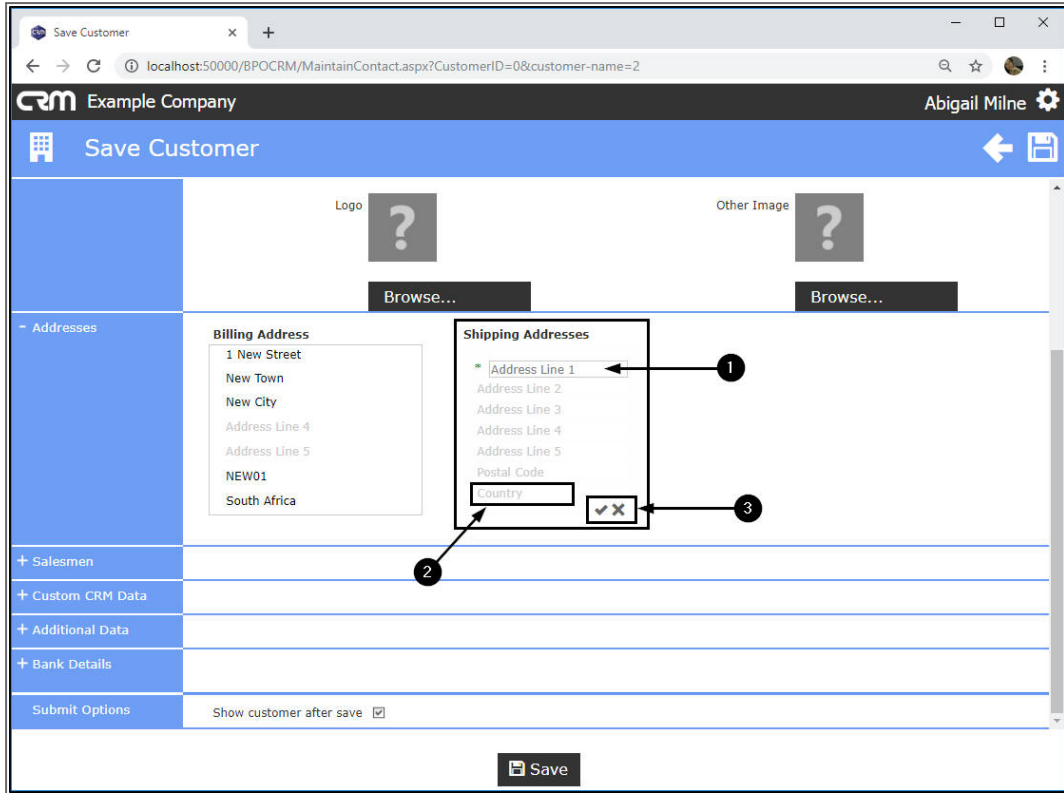 Save Customer
localhost:50000/BPOCRM/MaintainContact.aspx?CustomerID=0&customer-name=2
CRM Example Company
Abigail Milne
Save Customer
Logo
?
Other Image
?
Browse...
Browse...
- Addresses
Billing Address
1 New Street
New Town
New City
Address Line 4
Address Line 5
NEW01
South Africa
Shipping Addresses
* Address Line 1
Address Line 2
Address Line 3
Address Line 4
Address Line 5
Postal Code
Country
1
2
3
+ Salesmen
+ Custom CRM Data
+ Additional Data
+ Bank Details
Submit Options
Show customer after save
Save